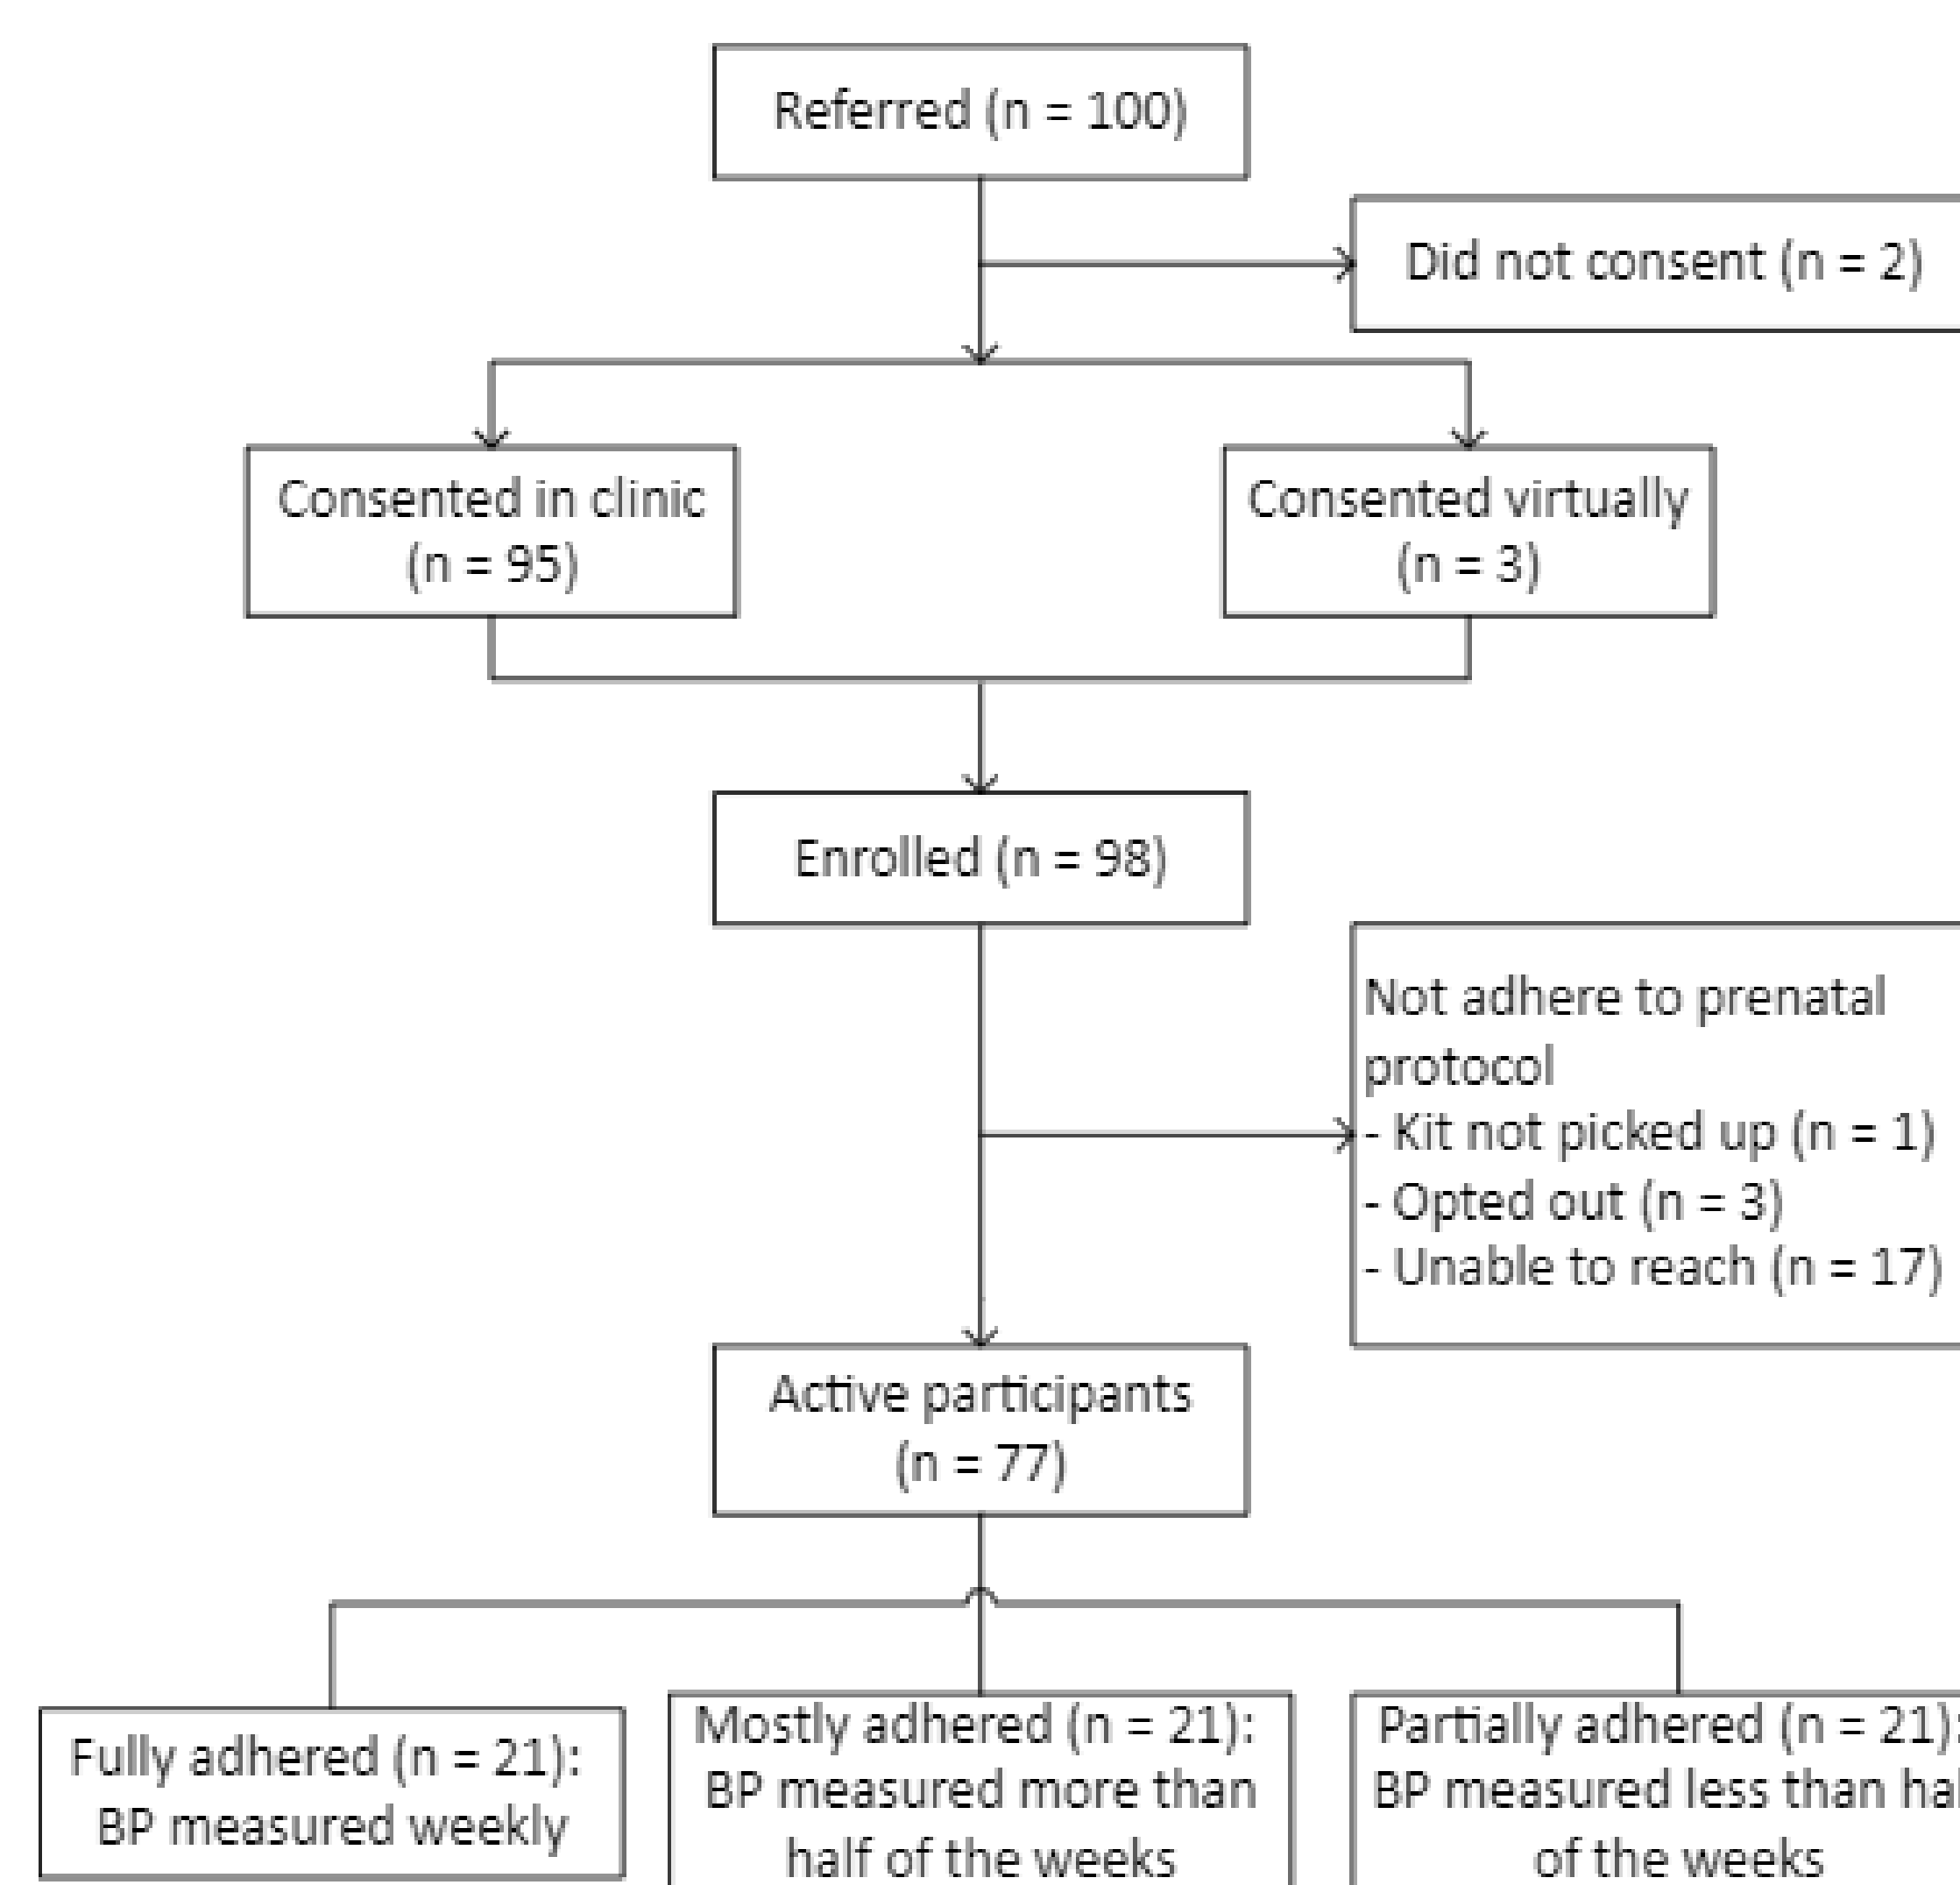 Referred (n = 100)
Did not consent (n = 2)
Consented in clinic
(n = 95)
Consented virtually
(n = 3)
Enrolled (n = 98)
Not adhere to prenatal
protocol
- Kit not picked up (n = 1)
- Opted out (n = 3)
- Unable to reach (n = 17)
Active participants
(n = 77)
Fully adhered (n = 21):
BP measured weekly
Mostly adhered (n = 21):
BP measured more than
half of the weeks
Partially adhered (n = 21):
BP measured less than
of the weeks